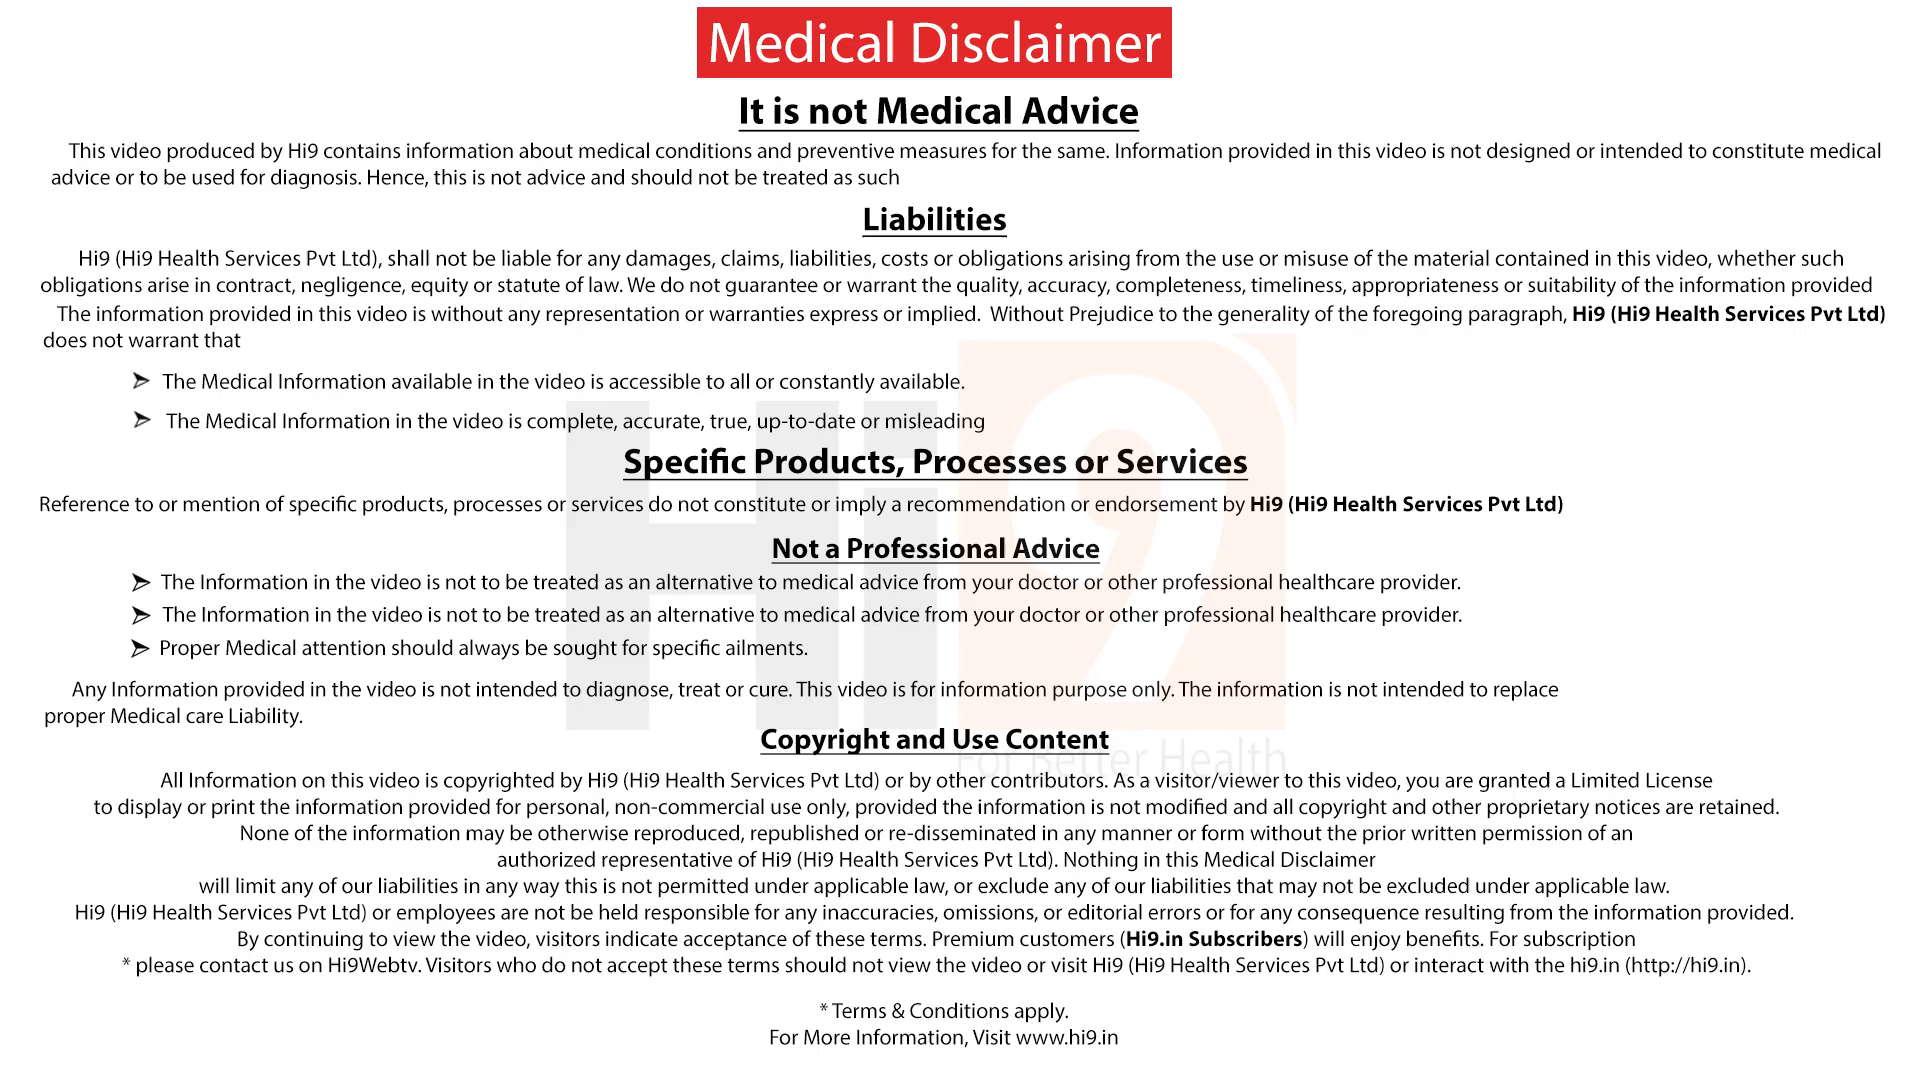 Medical Disclaimer
It is not Medical Advice
This video produced by Hi9 contains information about medical conditions and preventive measures for the same. Information provided in this video is not designed or intended to constitute medical
advice or to be used for diagnosis. Hence, this is not advice and should not be treated as such
Liabilities
Hi9 (Hi9 Health Services Pvt Ltd), shall not be liable for any damages, claims, liabilities, costs or obligations arising from the use or misuse of the material contained in this video, whether such
obligations arise in contract, negligence, equity or statute of law. We do not guarantee or warrant the quality, accuracy, completeness, timeliness, appropriateness or suitability of the information provided
The information provided in this video is without any representation or warranties express or implied. Without Prejudice to the generality of the foregoing paragraph, Hi9 (Hi9 Health Services Pvt Ltd)
does not warrant that
➢ The Medical Information available in the video is accessible to all or constantly available.
➢ The Medical Information in the video is complete, accurate, true, up-to-date or misleading
Specific Products, Processes or Services
Reference to or mention of specific products, processes or services do not constitute or imply a recommendation or endorsement by Hi9 (Hi9 Health Services Pvt Ltd)
Not a Professional Advice
➢ The Information in the video is not to be treated as an alternative to medical advice from your doctor or other professional healthcare provider.
➢ The Information in the video is not to be treated as an alternative to medical advice from your doctor or other professional healthcare provider.
➢ Proper Medical attention should always be sought for specific ailments.
Any Information provided in the video is not intended to diagnose, treat or cure. This video is for information purpose only. The information is not intended to replace
proper Medical care Liability.
Hi9
For Better Health
Copyright and Use Content
All Information on this video is copyrighted by Hi9 (Hi9 Health Services Pvt Ltd) or by other contributors. As a visitor/viewer to this video, you are granted a Limited License
to display or print the information provided for personal, non-commercial use only, provided the information is not modified and all copyright and other proprietary notices are retained.
None of the information may be otherwise reproduced, republished or re-disseminated in any manner or form without the prior written permission of an
authorized representative of Hi9 (Hi9 Health Services Pvt Ltd). Nothing in this Medical Disclaimer
will limit any of our liabilities in any way this is not permitted under applicable law, or exclude any of our liabilities that may not be excluded under applicable law.
Hi9 (Hi9 Health Services Pvt Ltd) or employees are not be held responsible for any inaccuracies, omissions, or editorial errors or for any consequence resulting from the information provided.
By continuing to view the video, visitors indicate acceptance of these terms. Premium customers (Hi9.in Subscribers) will enjoy benefits. For subscription
* please contact us on Hi9Webtv. Visitors who do not accept these terms should not view the video or visit Hi9 (Hi9 Health Services Pvt Ltd) or interact with the hi9.in (http://hi9.in).
* Terms & Conditions apply.
For More Information, Visit www.hi9.in